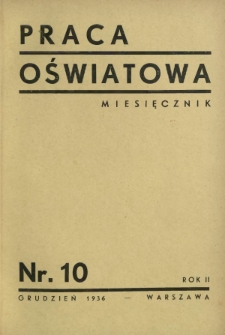 PRACA
OŚWIATOWA
MIESIĘCZNIK
Nr. 10
ROK II
GRUDZIEŃ 1936 — WARSZAWA